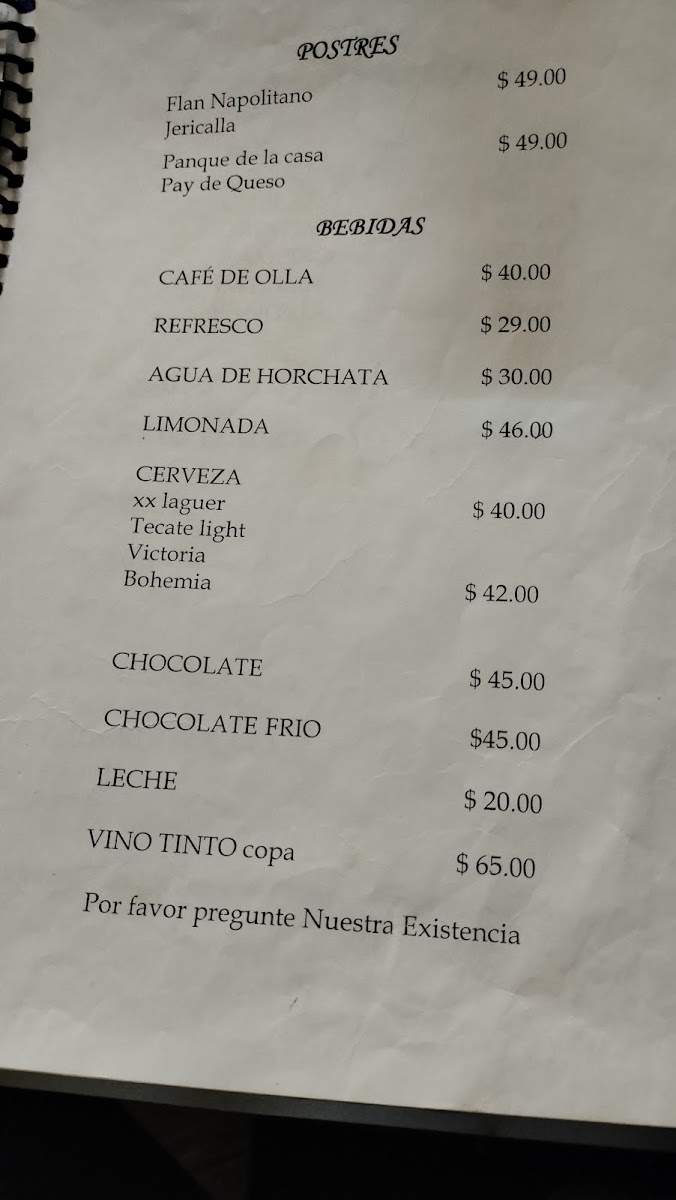 POSTRES
Flan Napolitano $ 49.00
Jericalla
Panque de la casa $ 49.00
Pay de Queso
BEBIDAS
CAFÉ DE OLLA $ 40.00
REFRESCO $ 29.00
AGUA DE HORCHATA $ 30.00
LIMONADA $ 46.00
CERVEZA
xx laguer $ 40.00
Tecate light
Victoria
Bohemia $ 42.00
CHOCOLATE $ 45.00
CHOCOLATE FRIO $45.00
LECHE $ 20.00
VINO TINTO copa $ 65.00
Por favor pregunte Nuestra Existencia